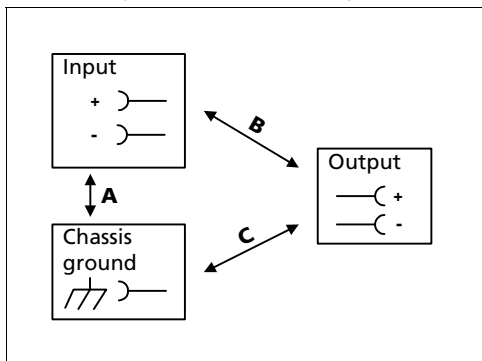 Input
+
-
B
A
Output
+
-
Chassis
ground
C